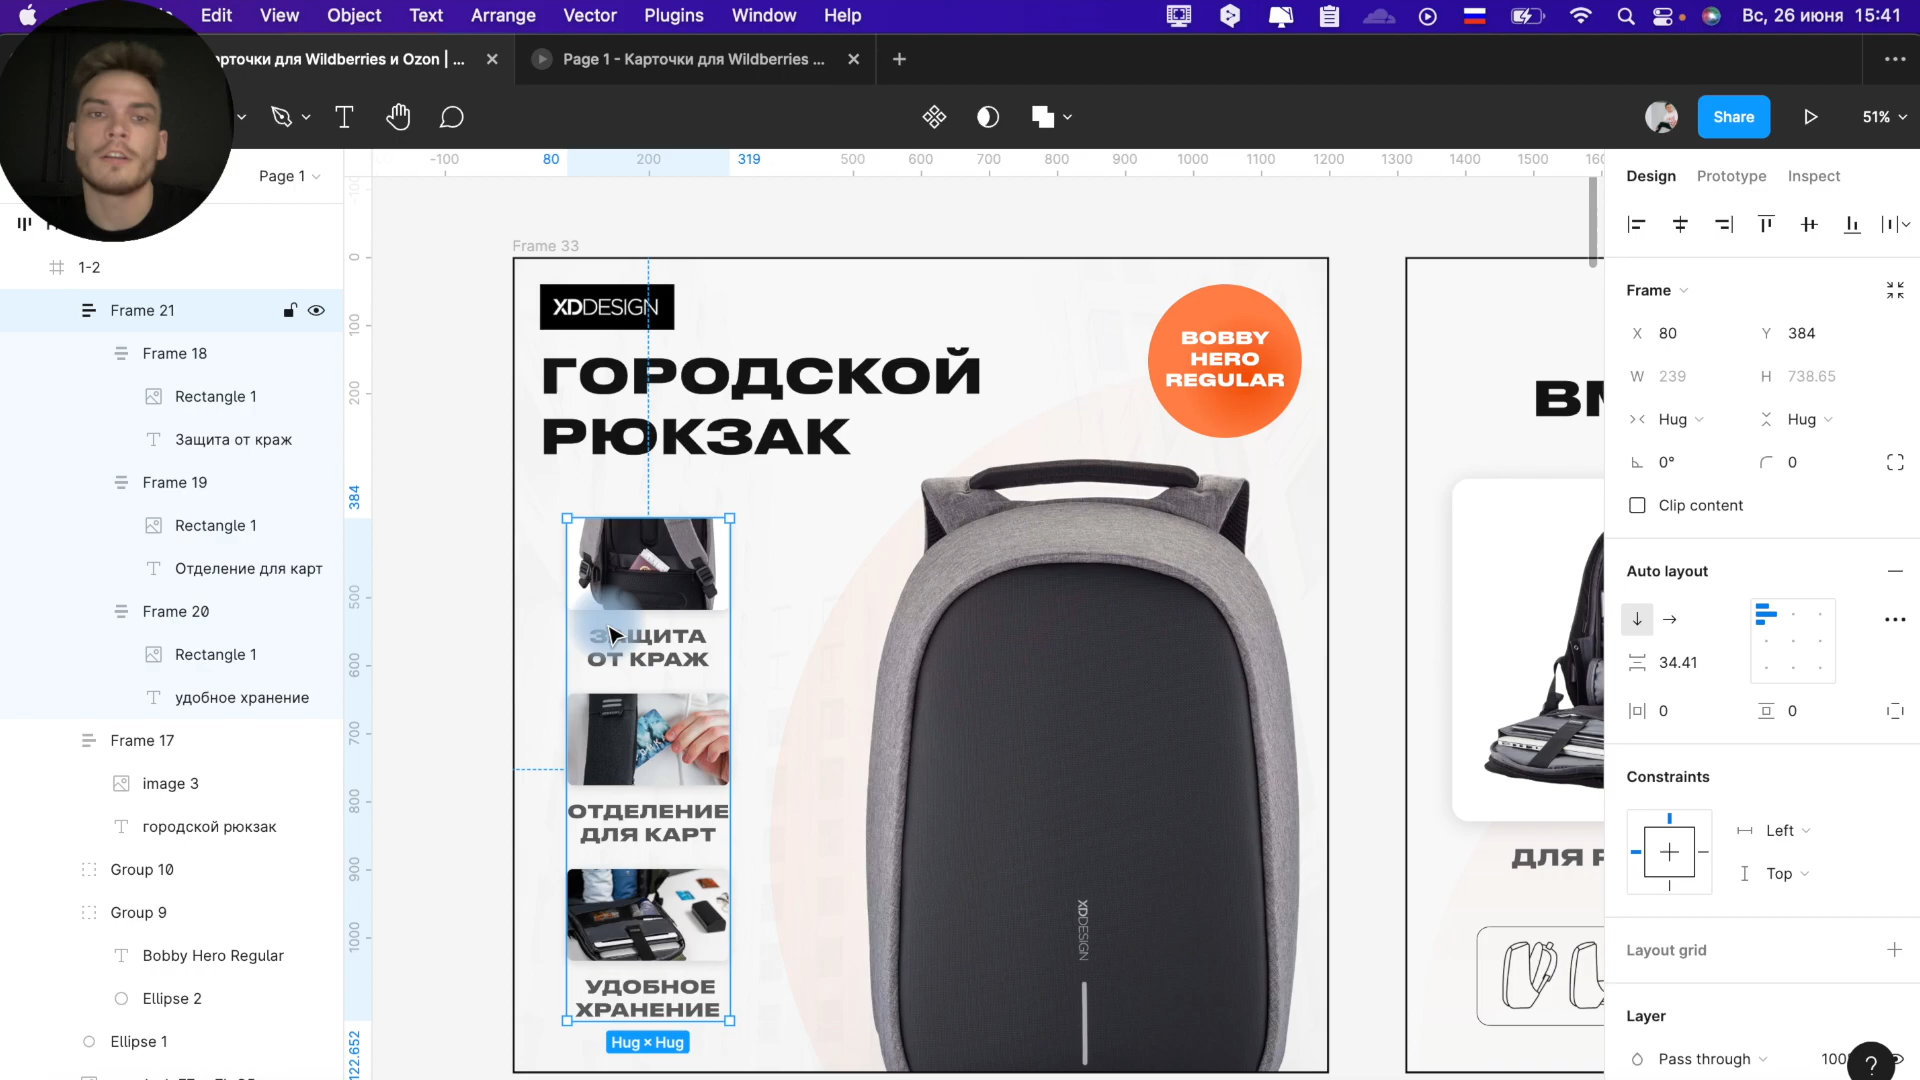 Edit View Object Text Arrange Vector Plugins Window Help
Вс, 26 июня 15:41
рточки для Wildberries и Ozon | ...
Page 1 - Карточки для Wildberries ...
Share
51%
Page 1
1-2
Frame 21
Frame 18
Rectangle 1
Защита от краж
Frame 19
Rectangle 1
Отделение для карт
Frame 20
Rectangle 1
удобное хранение
Frame 17
image 3
городской рюкзак
Group 10
Group 9
Bobby Hero Regular
Ellipse 2
Ellipse 1
-100 80 200 319 500 600 700 800 900 1000 1100 1200 1300 1400 1500
0
100
200
384
500
600
700
800
900
1000
122.652
Frame 33
XDDESIGN
ГОРОДСКОЙ
РЮКЗАК
BOBBY
HERO
REGULAR
ЗАЩИТА
ОТ КРАЖ
ОТДЕЛЕНИЕ
ДЛЯ КАРТ
УДОБНОЕ
ХРАНЕНИЕ
Hug × Hug
XDDESIGN
ДЛЯ
Design Prototype Inspect
Frame
X 80 Y 384
W 239 H 738.65
Hug Hug
0° 0
Clip content
Auto layout
34.41
0 0
Constraints
Left
Top
Layout grid
Layer
Pass through 100
?